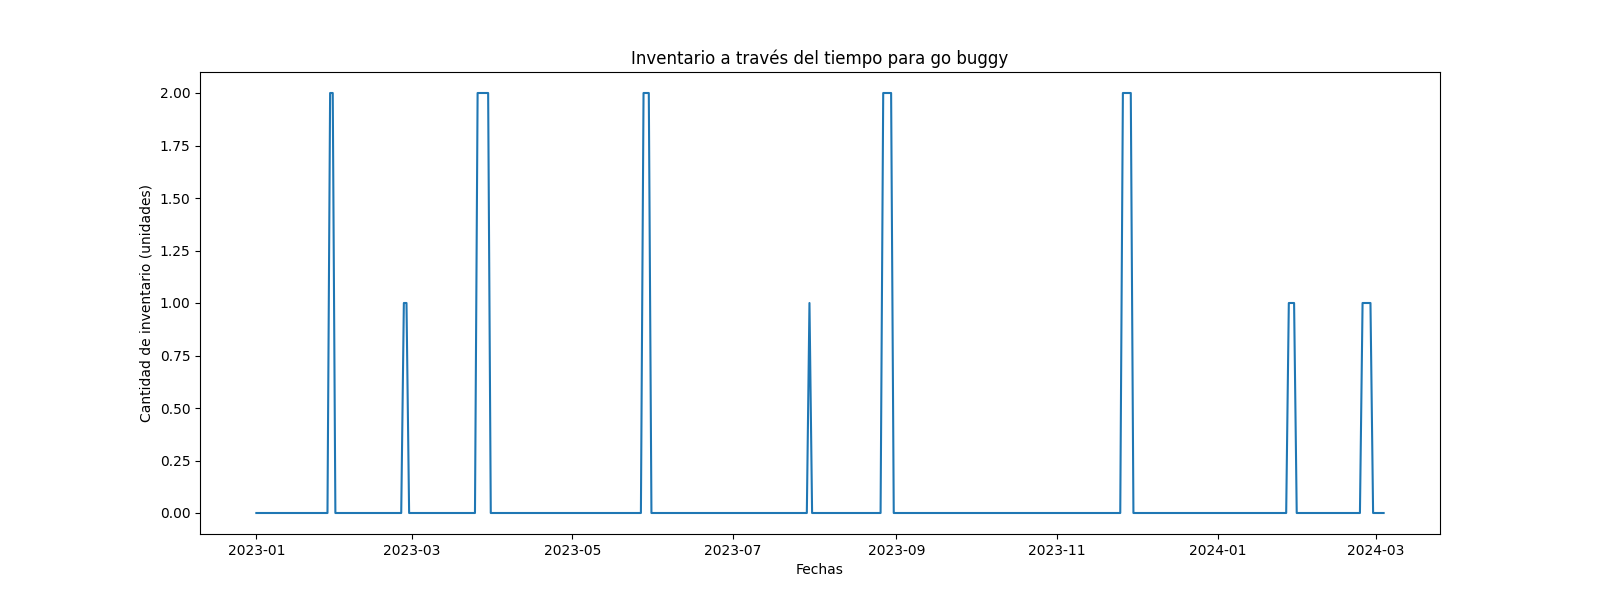 Inventario a través del tiempo para go buggy
Cantidad de inventario (unidades)
2.00
1.75
1.50
1.25
1.00
0.75
0.50
0.25
0.00
2023-01 2023-03 2023-05 2023-07 2023-09 2023-11 2024-01 2024-03
Fechas